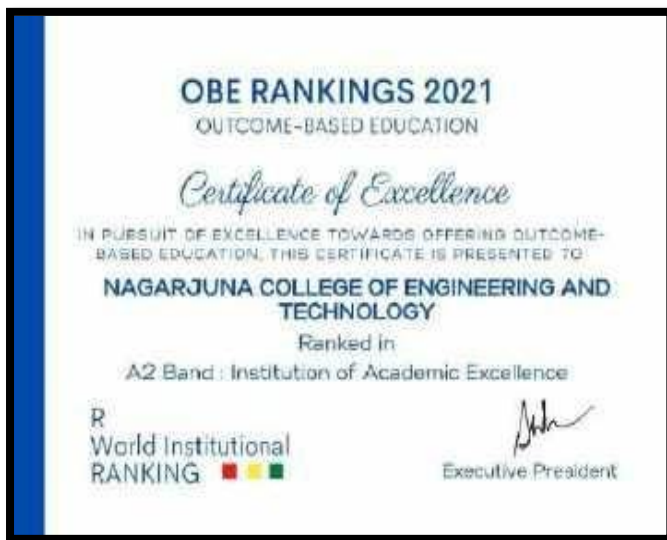 OBE RANKINGS 2021
OUTCOME-BASED EDUCATION
Certificate of Excellence
IN PURSUIT OF EXCELLENCE TOWARDS OFFERING OUTCOME-
BASED EDUCATION, THIS CERTIFICATE IS PRESENTED TO
NAGARJUNA COLLEGE OF ENGINEERING AND
TECHNOLOGY
Ranked in
A2 Band : Institution of Academic Excellence
R
World Institutional
RANKING
Executive President